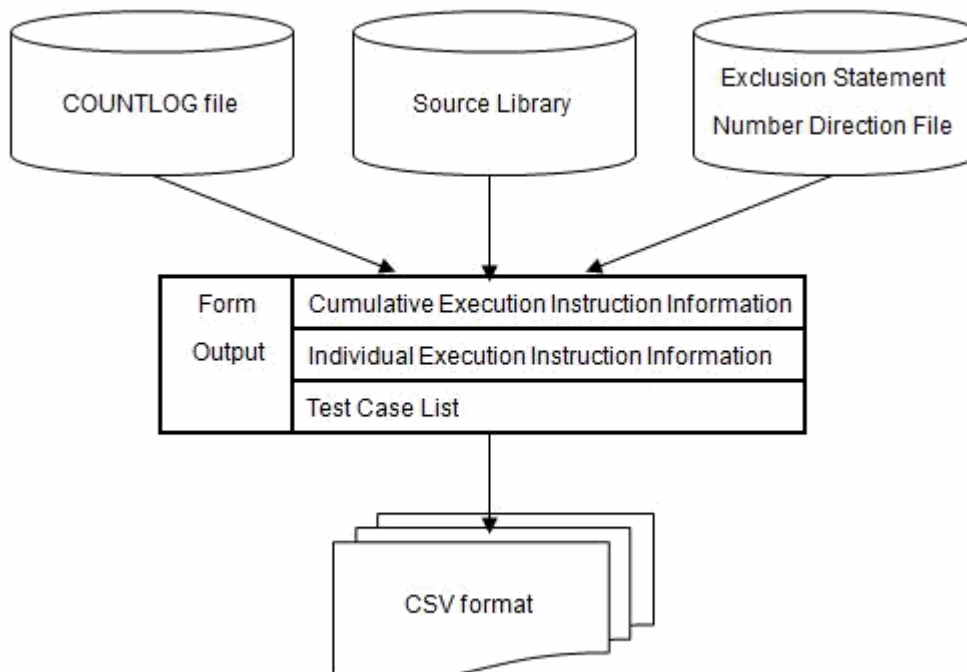 COUNTLOG file
Source Library
Exclusion Statement
Number Direction File
Form
Output
Cumulative Execution Instruction Information
Individual Execution Instruction Information
Test Case List
CSV format